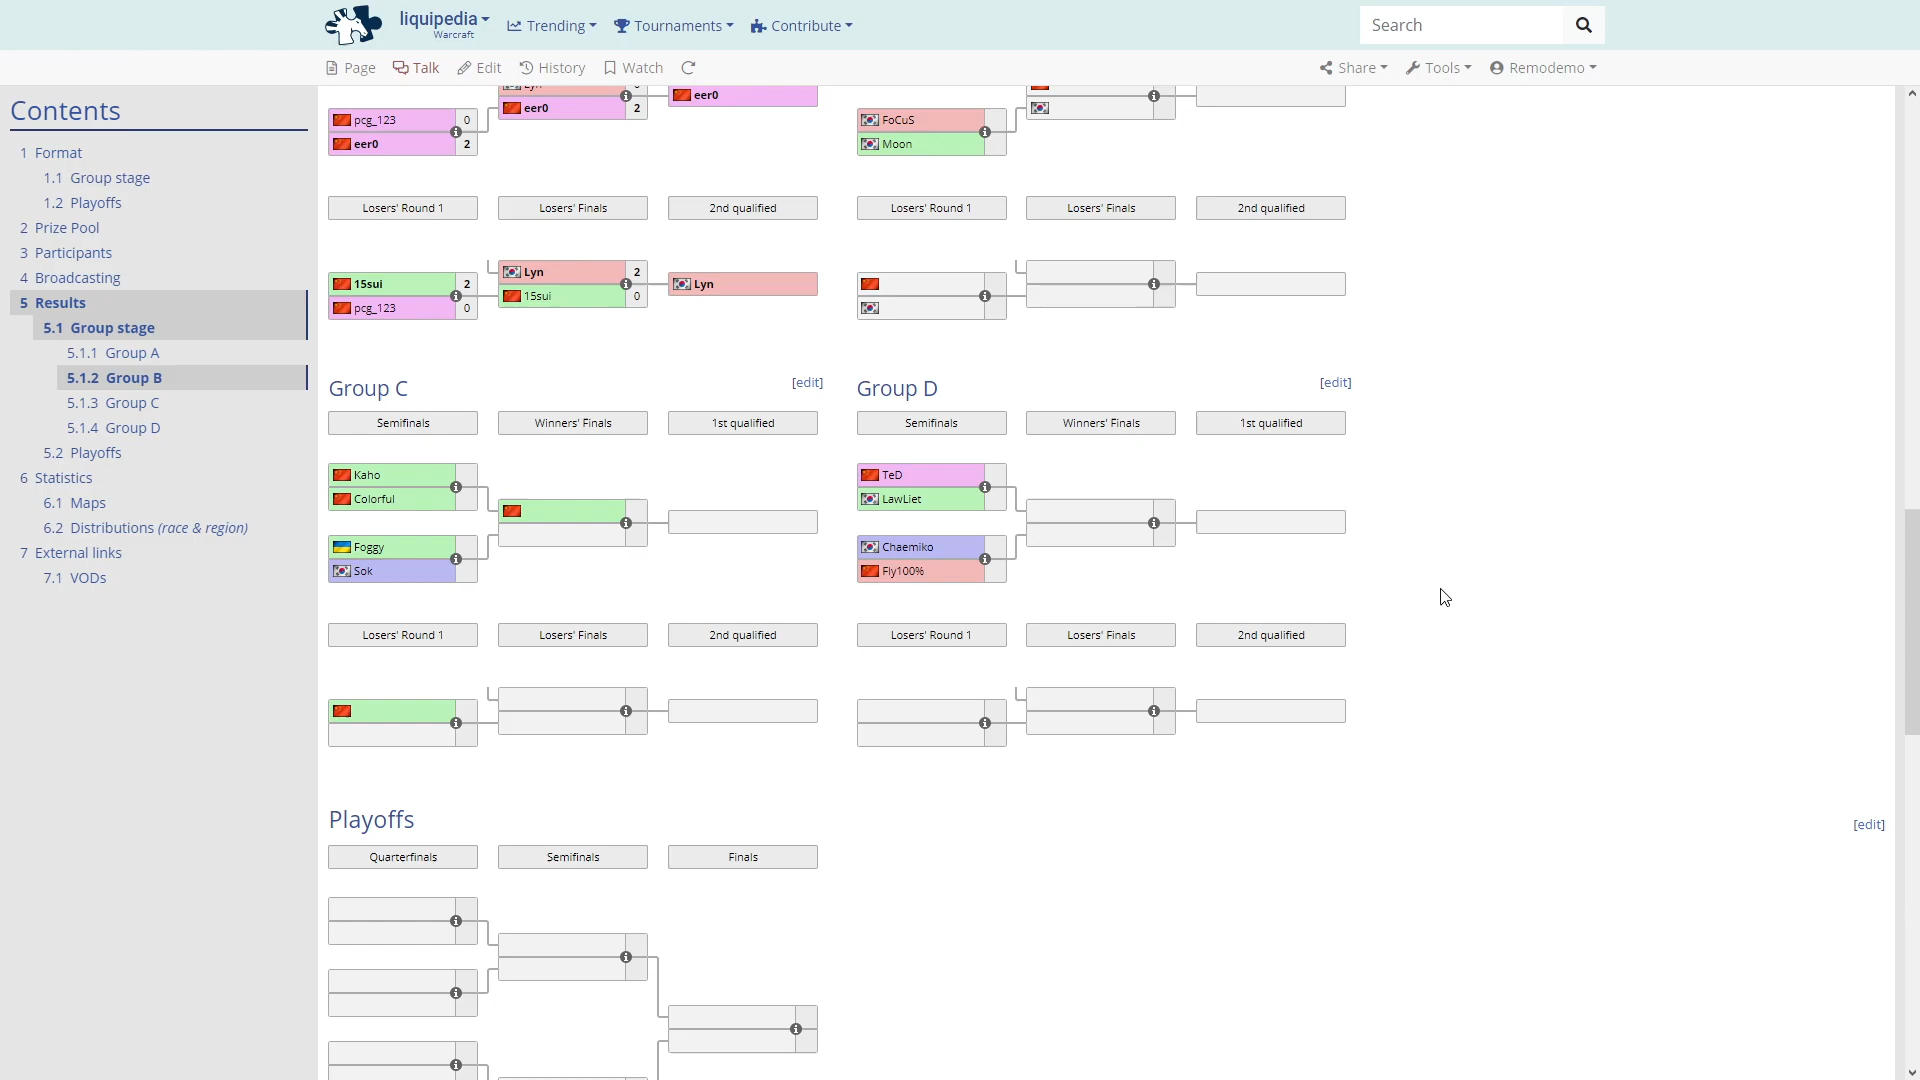 liquipedia
Warcraft
Trending
Tournaments
Contribute
Search
Page
Talk
Edit
History
Watch
Share
Tools
Remodemo
Contents
1 Format
1.1 Group stage
1.2 Playoffs
2 Prize Pool
3 Participants
4 Broadcasting
5 Results
5.1 Group stage
5.1.1 Group A
5.1.2 Group B
5.1.3 Group C
5.1.4 Group D
5.2 Playoffs
6 Statistics
6.1 Maps
6.2 Distributions (race & region)
7 External links
7.1 VODs
Lyn
eer0 2
eer0
pcg_123 0
eer0 2
FoCuS
Moon
Losers' Round 1
Losers' Finals
2nd qualified
Losers' Round 1
Losers' Finals
2nd qualified
15sui 2
pcg_123 0
Lyn 2
15sui 0
Lyn
Group C
[edit]
Group D
[edit]
Semifinals
Winners' Finals
1st qualified
Semifinals
Winners' Finals
1st qualified
Kaho
Colorful
Foggy
Sok
TeD
LawLiet
Chaemiko
Fly100%
Losers' Round 1
Losers' Finals
2nd qualified
Losers' Round 1
Losers' Finals
2nd qualified
Playoffs
[edit]
Quarterfinals
Semifinals
Finals